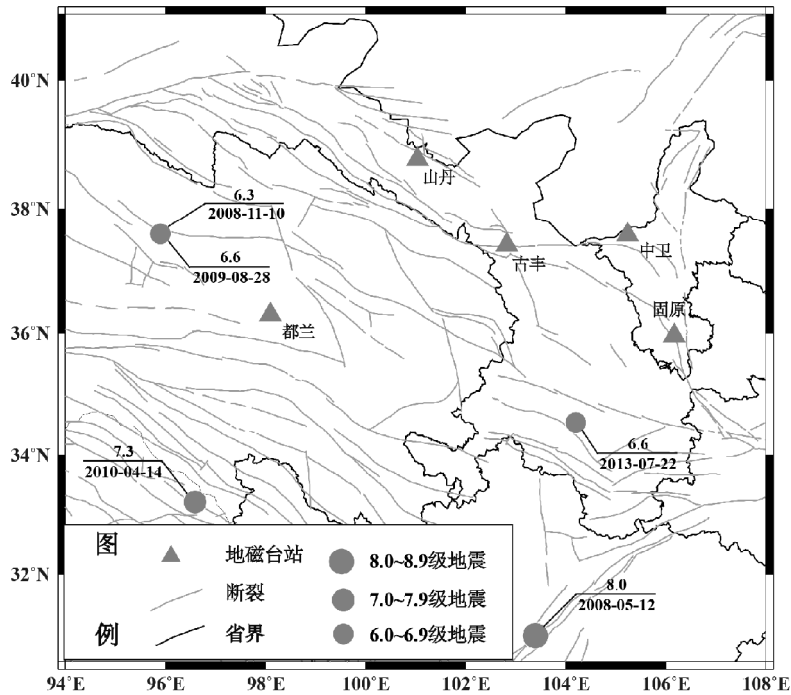 40°N
38°N
36°N
34°N
32°N
山丹
6.3
2008-11-10
6.6
2009-08-28
古丰
中卫
都兰
固原
7.3
2010-04-14
6.6
2013-07-22
8.0
2008-05-12
图例
地磁台站
断裂
省界
8.0~8.9级地震
7.0~7.9级地震
6.0~6.9级地震
94°E
96°E
98°E
100°E
102°E
104°E
106°E
108°E